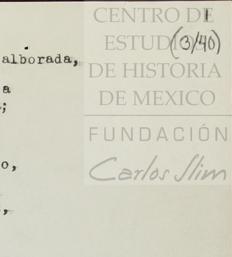 CENTRO DE
ESTUDIOS
(3/40)
alborada,
DE HISTORIA
a
DE MEXICO
;
FUNDACIÓN
o,
Carlos Slim
,